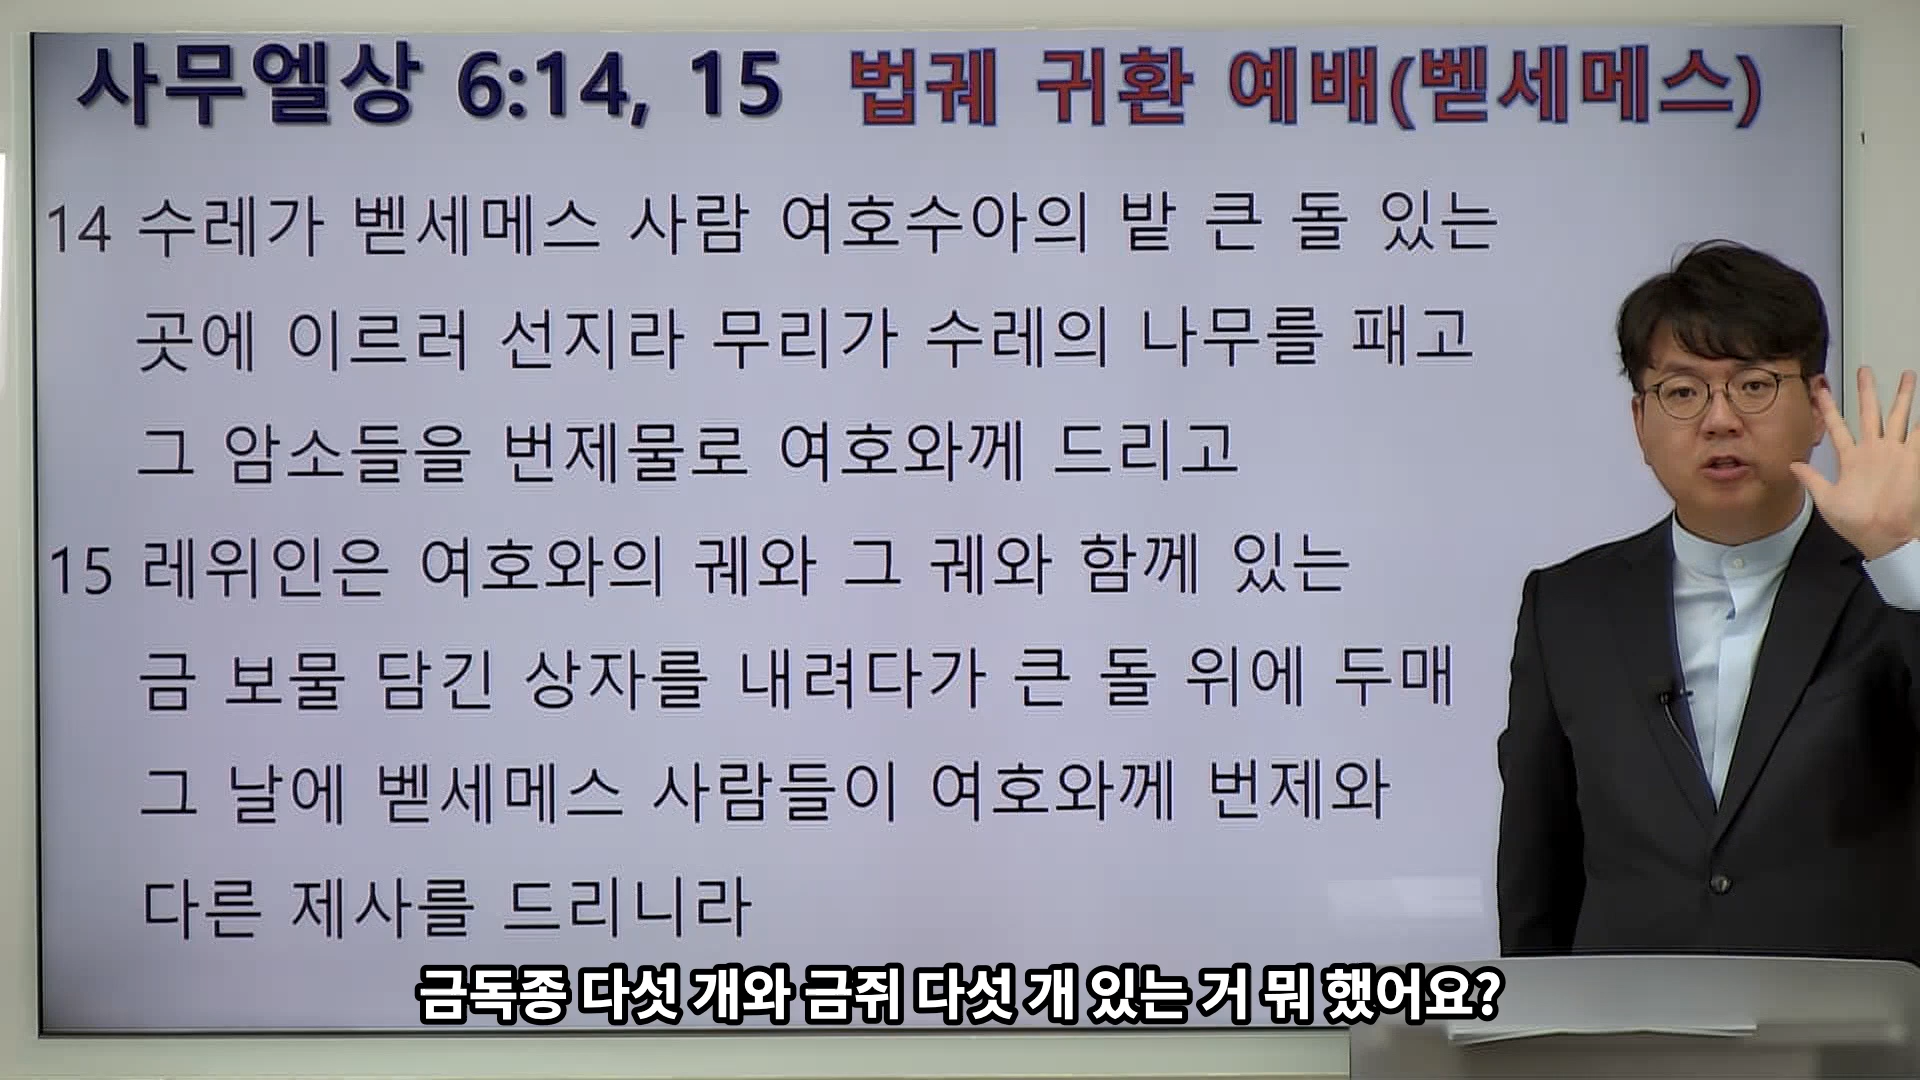 사무엘상 6:14, 15 법궤 귀환 예배(벧세메스)
14 수레가 벧세메스 사람 여호수아의 밭 큰 돌 있는
곳에 이르러 선지라 무리가 수레의 나무를 패고
그 암소들을 번제물로 여호와께 드리고
15 레위인은 여호와의 궤와 그 궤와 함께 있는
금 보물 담긴 상자를 내려다가 큰 돌 위에 두매
그 날에 벧세메스 사람들이 여호와께 번제와
다른 제사를 드리니라
금독종 다섯 개와 금쥐 다섯 개 있는 거 뭐 했어요?